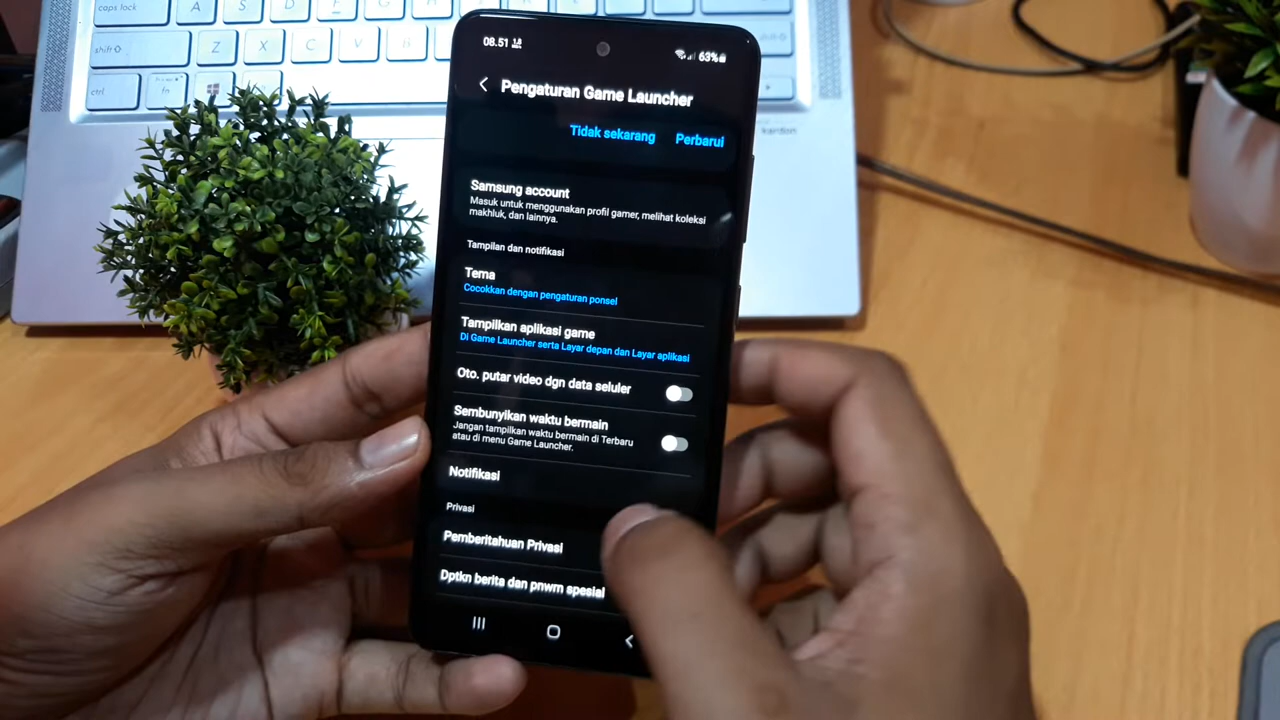 caps lock
A
S
D
shift
Z
X
C
V
B
shift
ctrl
fn
kardon
08.51
63%
Pengaturan Game Launcher
Tidak sekarang Perbarui
Samsung account
Masuk untuk menggunakan profil gamer, melihat koleksi
makhluk, dan lainnya.
Tampilan dan notifikasi
Tema
Cocokkan dengan pengaturan ponsel
Tampilkan aplikasi game
Di Game Launcher serta Layar depan dan Layar aplikasi
Oto. putar video dgn data seluler
Sembunyikan waktu bermain
Jangan tampilkan waktu bermain di Terbaru
atau di menu Game Launcher.
Notifikasi
Privasi
Pemberitahuan Privasi
Dptkn berita dan pnwrn spesial